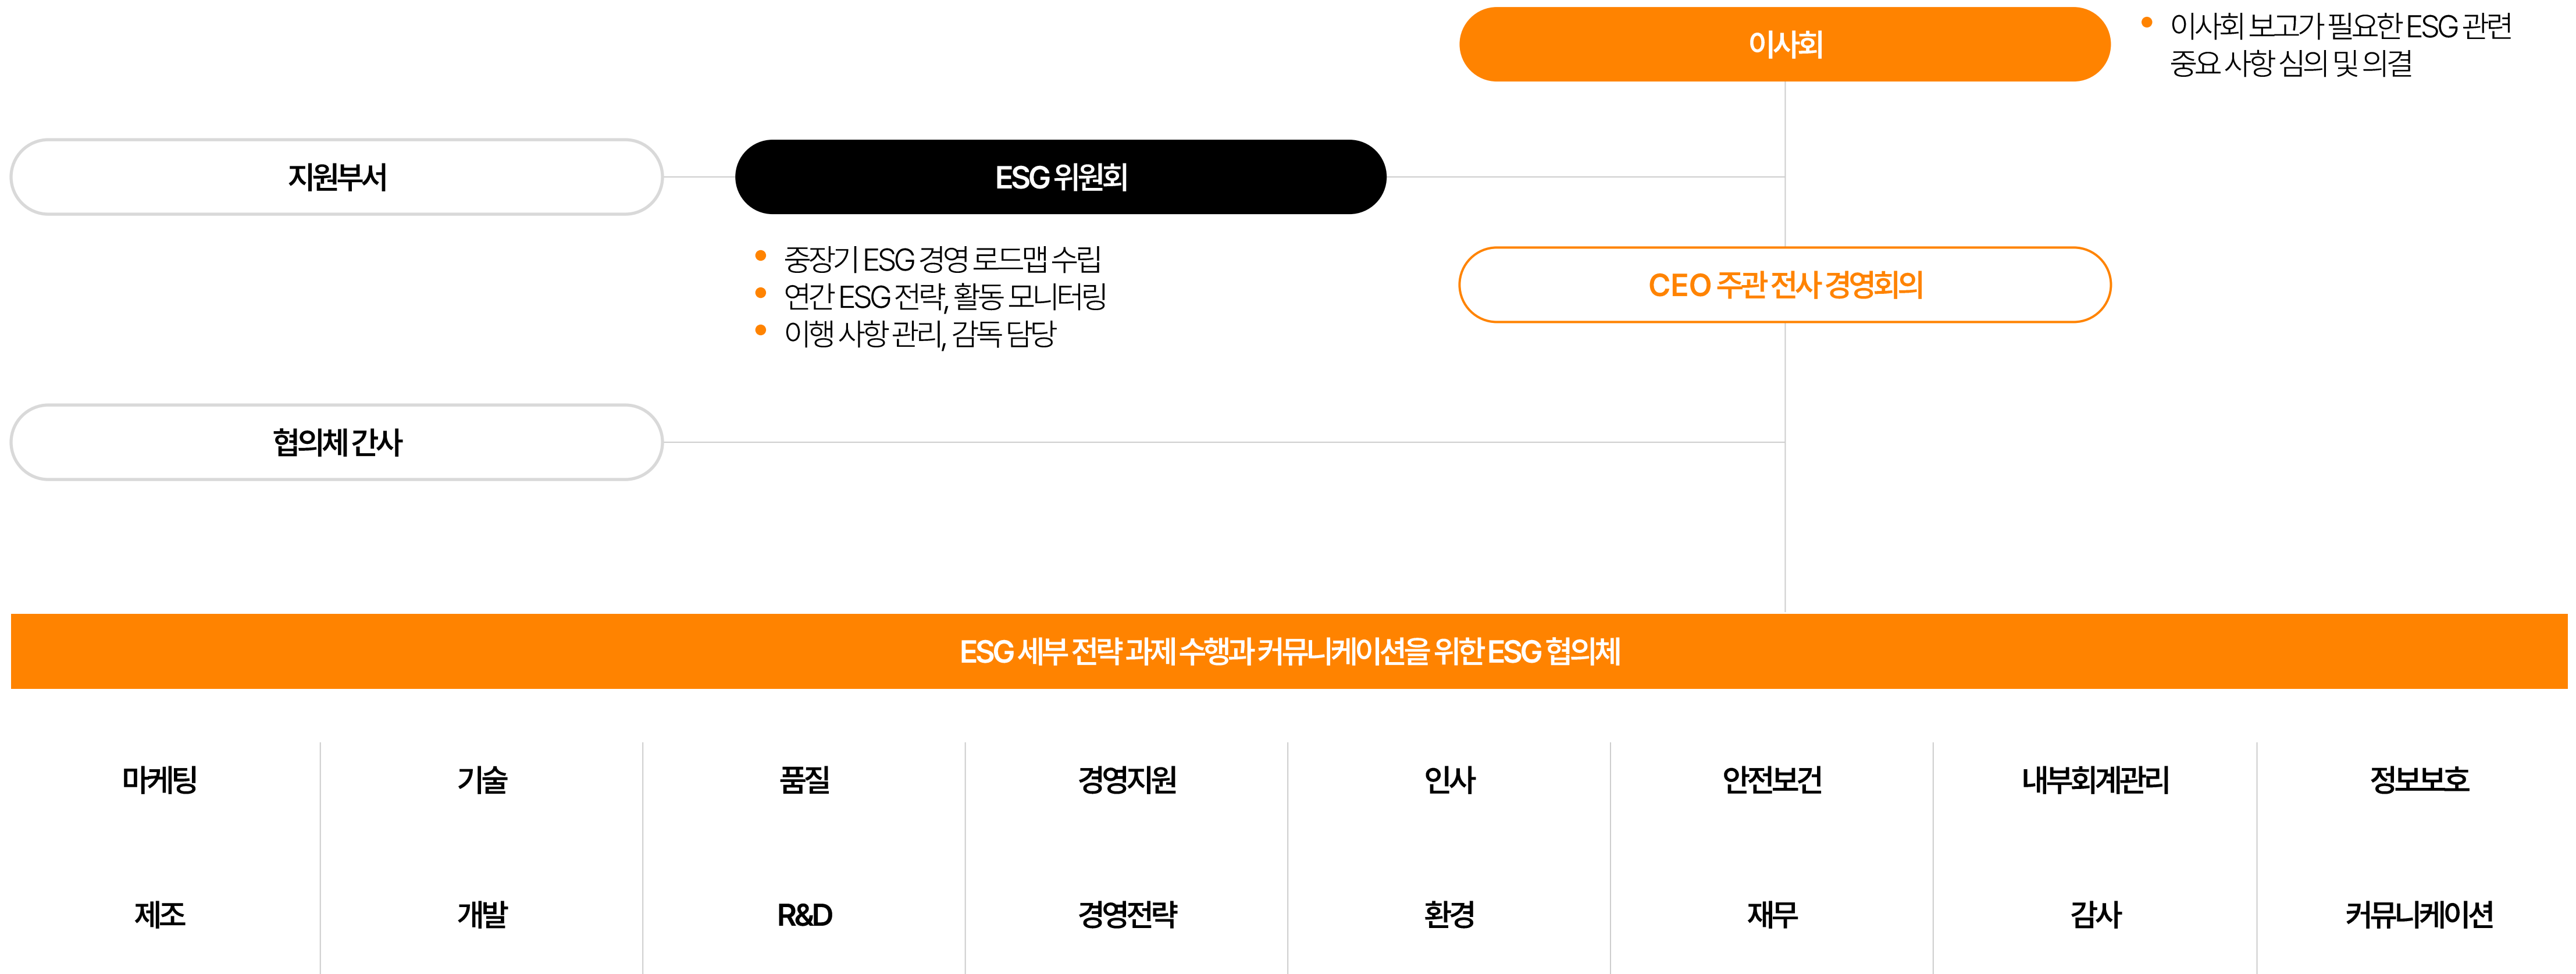 이사회
이사회 보고가 필요한 ESG 관련
중요 사항 심의 및 의결
지원부서
ESG 위원회
중장기 ESG 경영 로드맵 수립
연간 ESG 전략, 활동 모니터링
이행 사항 관리, 감독 담당
CEO 주관 전사 경영회의
협의체 간사
ESG 세부 전략 과제 수행과 커뮤니케이션을 위한 ESG 협의체
마케팅
기술
품질
경영지원
인사
안전보건
내부회계관리
정보보호
제조
개발
R&D
경영전략
환경
재무
감사
커뮤니케이션